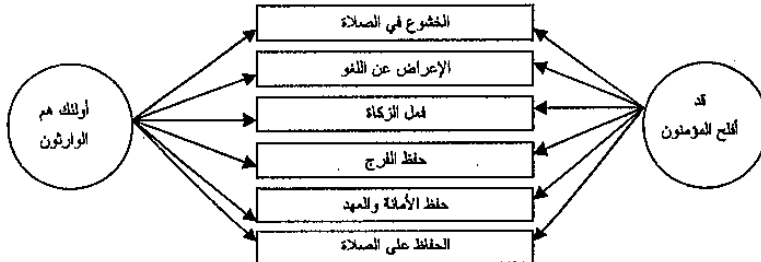 قد
أفلح المؤمنون
الخشوع في الصلاة
الإعراض عن اللغو
فعل الزكاة
حفظ الفرج
حفظ الأمانة والعهد
الحفاظ على الصلاة
أولئك هم
الوارثون